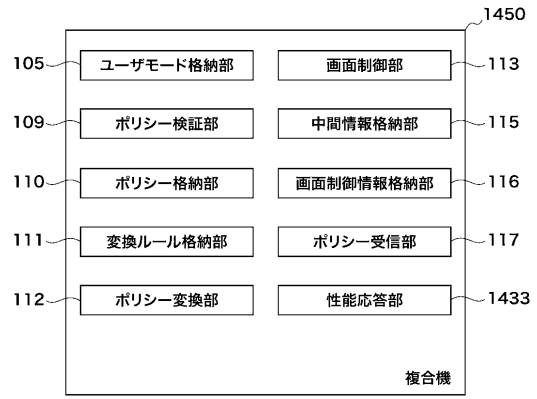 1450
105 ユーザモード格納部 画面制御部 113
109 ポリシー検証部 中間情報格納部 115
110 ポリシー格納部 画面制御情報格納部 116
111 変換ルール格納部 ポリシー受信部 117
112 ポリシー変換部 性能応答部 1433
複合機